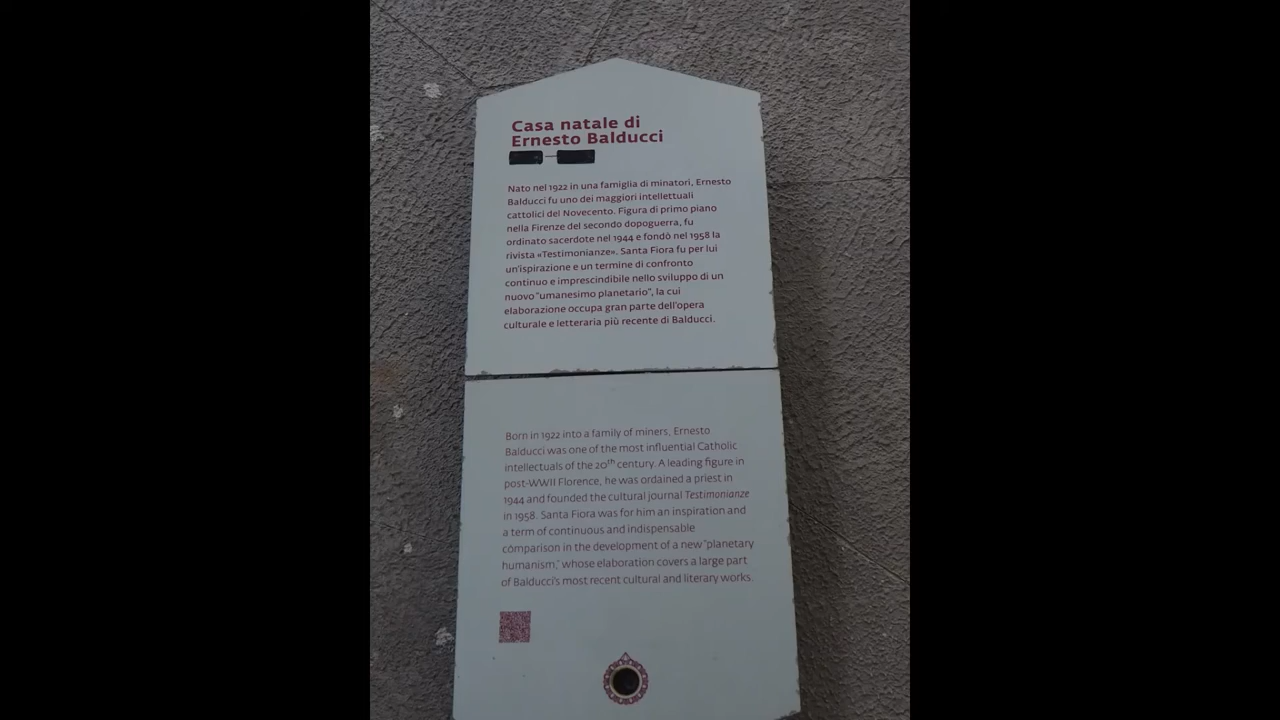 Casa natale di
Ernesto Balducci
Nato nel 1922 in una famiglia di minatori, Ernesto
Balducci fu uno dei maggiori intellettuali
cattolici del Novecento. Figura di primo piano
nella Firenze del secondo dopoguerra, fu
ordinato sacerdote nel 1944 e fondò nel 1958 la
rivista «Testimonianze». Santa Fiora fu per lui
un'ispirazione e un termine di confronto
continuo e imprescindibile nello sviluppo di un
nuovo "umanesimo planetario", la cui
elaborazione occupa gran parte dell'opera
culturale e letteraria più recente di Balducci.
Born in 1922 into a family of miners, Ernesto
Balducci was one of the most influential Catholic
intellectuals of the 20th century. A leading figure in
post-WWII Florence, he was ordained a priest in
1944 and founded the cultural journal Testimonianze
in 1958. Santa Fiora was for him an inspiration and
a term of continuous and indispensable
comparison in the development of a new "planetary
humanism," whose elaboration covers a large part
of Balducci's most recent cultural and literary works.